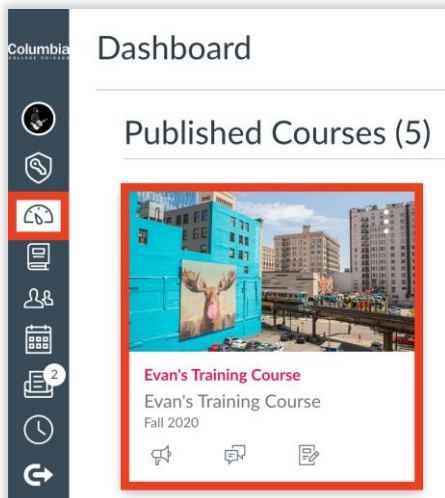 Columbia
COLLEGE CHICAGO
Dashboard
Published Courses (5)
Evan's Training Course
Evan's Training Course
Fall 2020
2